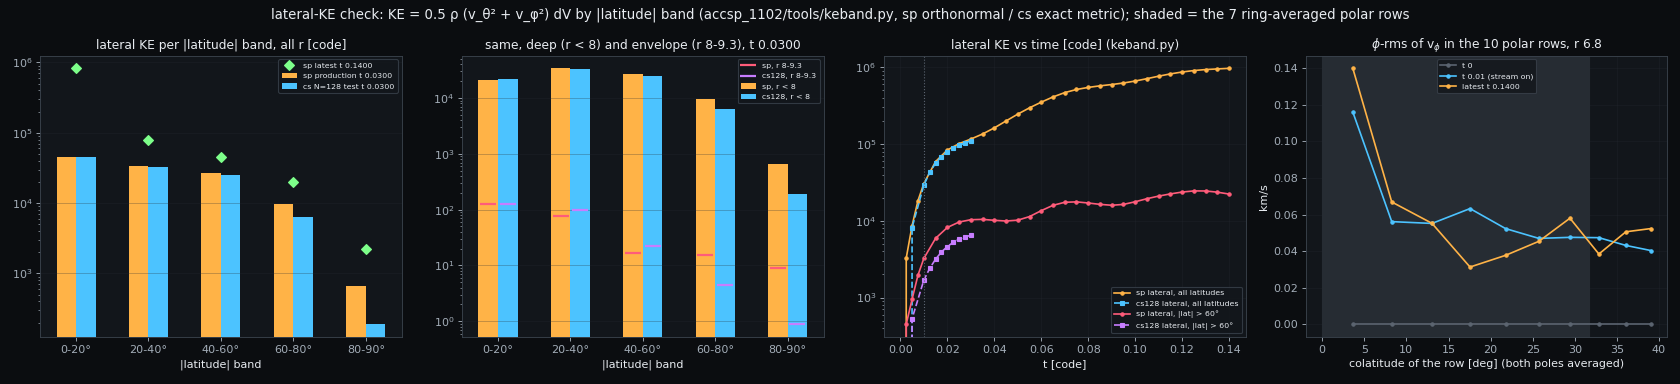 lateral-KE check: KE = 0.5 ρ (v_θ² + v_φ²) dV by |latitude| band (accsp_1102/tools/keband.py, sp orthonormal / cs exact metric); shaded = the 7 ring-averaged polar rows
lateral KE per |latitude| band, all r [code]
10⁶
10⁵
10⁴
10³
sp latest t 0.1400
sp production t 0.0300
cs N=128 test t 0.0300
0-20°
20-40°
40-60°
60-80°
80-90°
|latitude| band
same, deep (r < 8) and envelope (r 8-9.3), t 0.0300
10⁴
10³
10²
10¹
10⁰
sp, r 8-9.3
cs128, r 8-9.3
sp, r < 8
cs128, r < 8
0-20°
20-40°
40-60°
60-80°
80-90°
|latitude| band
lateral KE vs time [code] (keband.py)
10⁶
10⁵
10⁴
10³
sp lateral, all latitudes
cs128 lateral, all latitudes
sp lateral, |lat| > 60°
cs128 lateral, |lat| > 60°
0.00
0.02
0.04
0.06
0.08
0.10
0.12
0.14
t [code]
ϕ-rms of vϕ in the 10 polar rows, r 6.8
km/s
0.14
0.12
0.10
0.08
0.06
0.04
0.02
0.00
t 0
t 0.01 (stream on)
latest t 0.1400
0
5
10
15
20
25
30
35
40
colatitude of the row [deg] (both poles averaged)